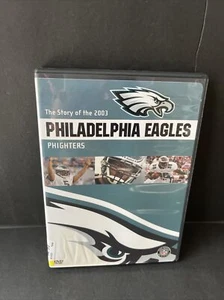 The Story of the 2003
PHILADELPHIA EAGLES
PHIGHTERS